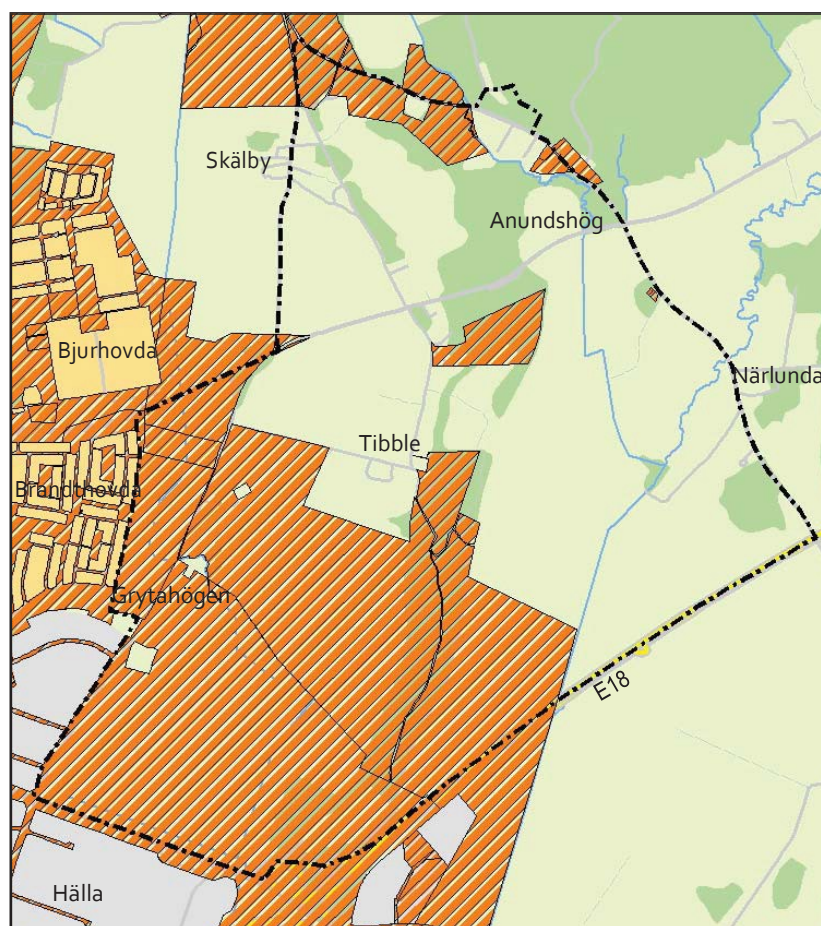 Skälby
Anundshög
Bjurhovda
Närlunda
Tibble
Brandthovda
Grytahögen
E18
Hälla